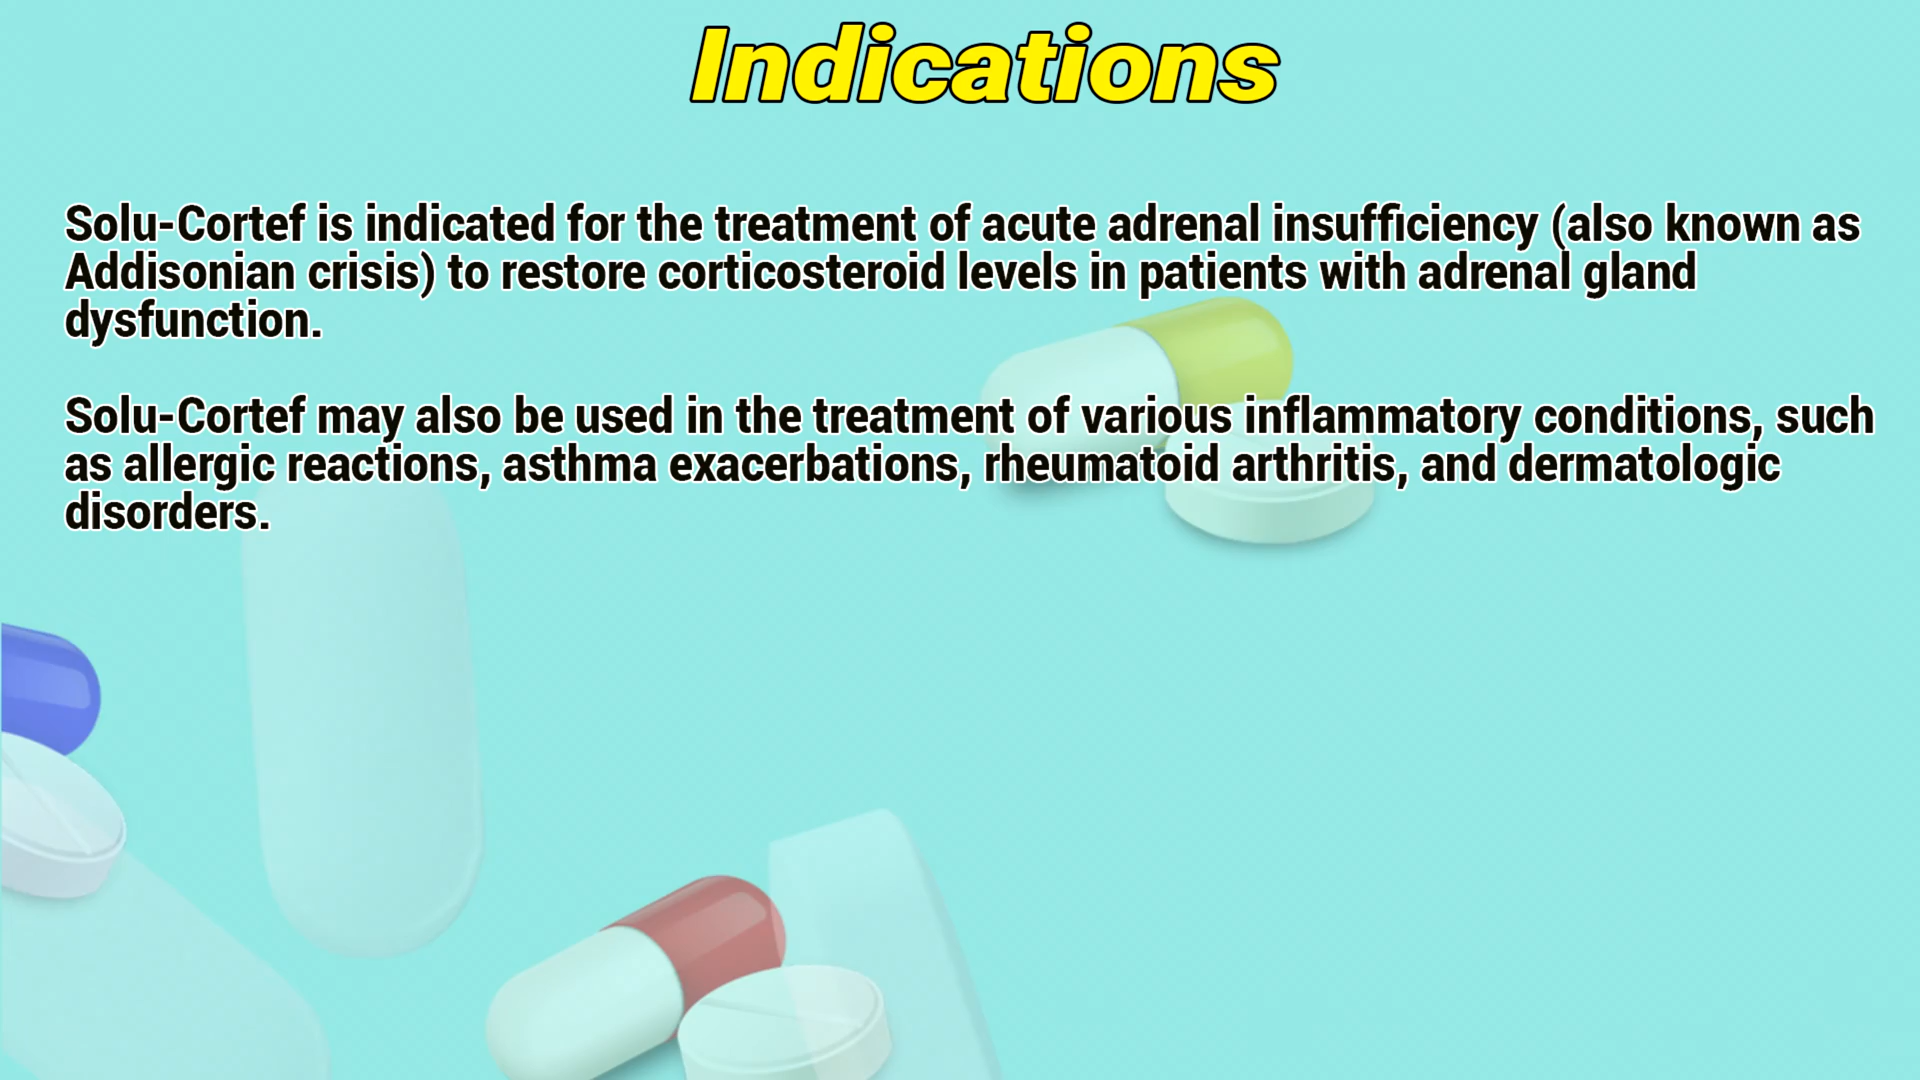 Indications
Solu-Cortef is indicated for the treatment of acute adrenal insufficiency (also known as
Addisonian crisis) to restore corticosteroid levels in patients with adrenal gland
dysfunction.
Solu-Cortef may also be used in the treatment of various inflammatory conditions, such
as allergic reactions, asthma exacerbations, rheumatoid arthritis, and dermatologic
disorders.